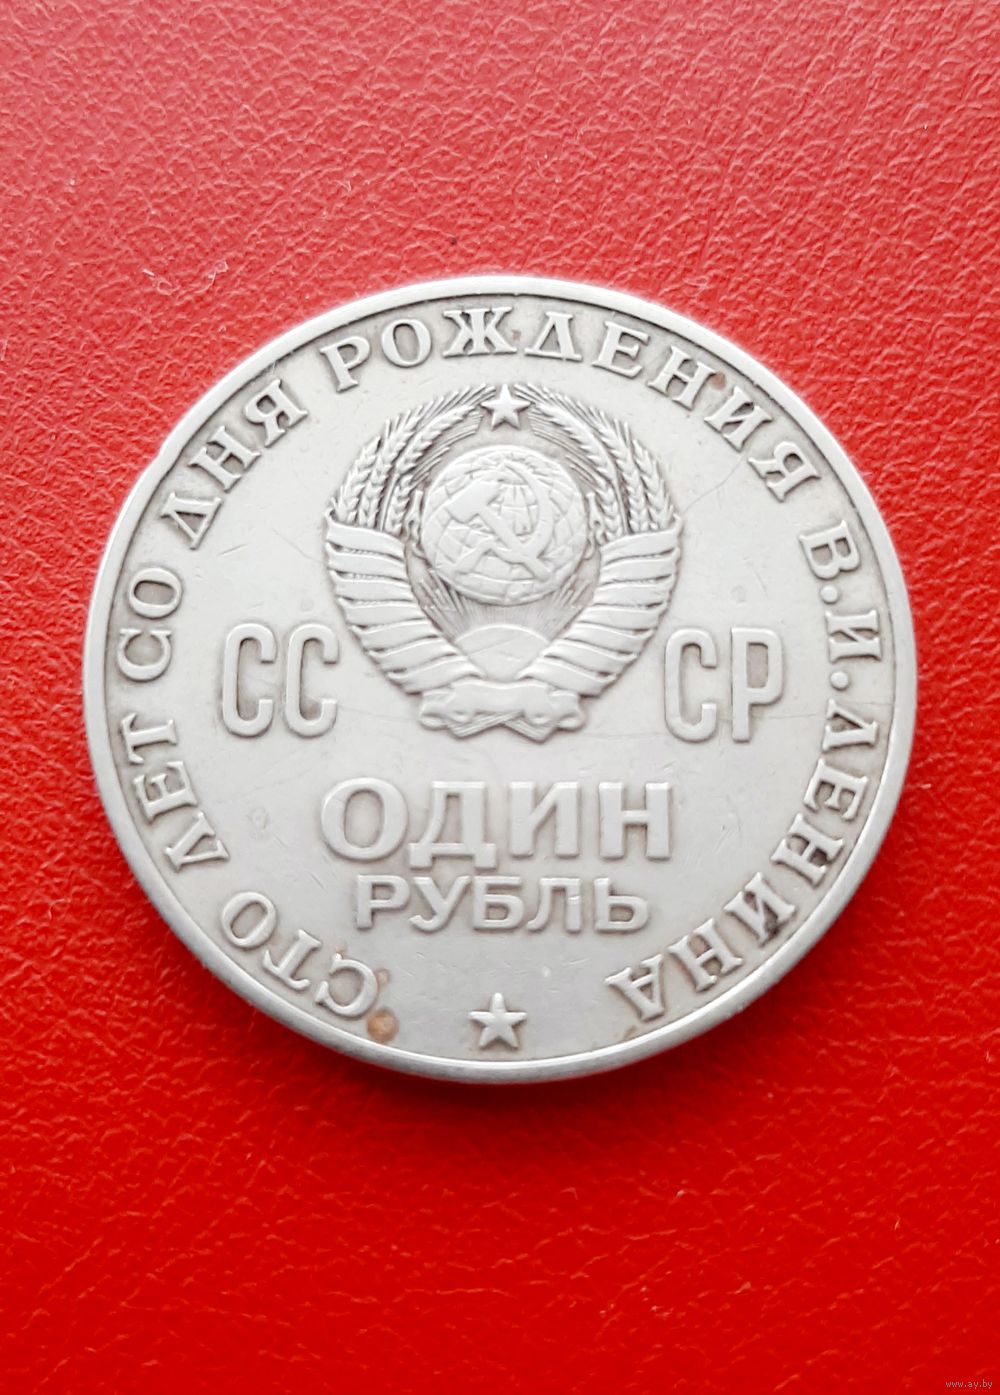 СТО ЛЕТ СО ДНЯ РОЖДЕНИЯ В.И.ЛЕНИНА
СС СР
ОДИН
РУБЛЬ
www.ay.by